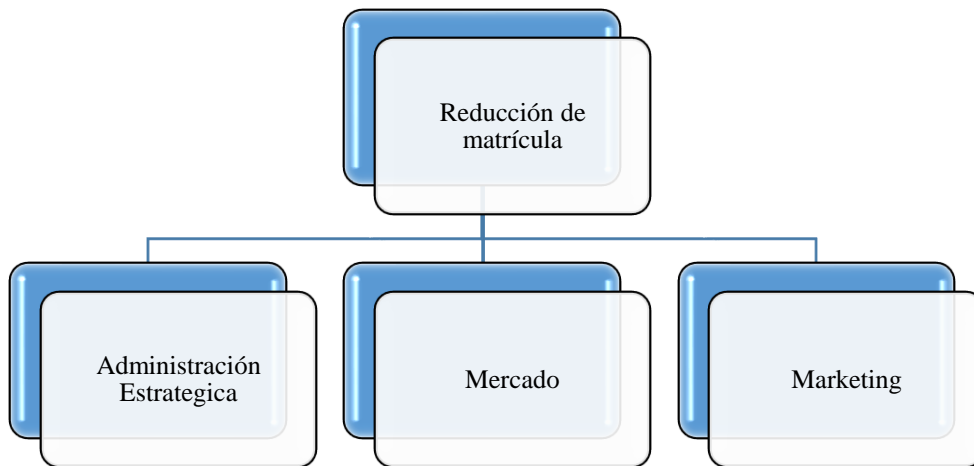 Reducción de
matrícula
Administración
Estrategica
Mercado
Marketing